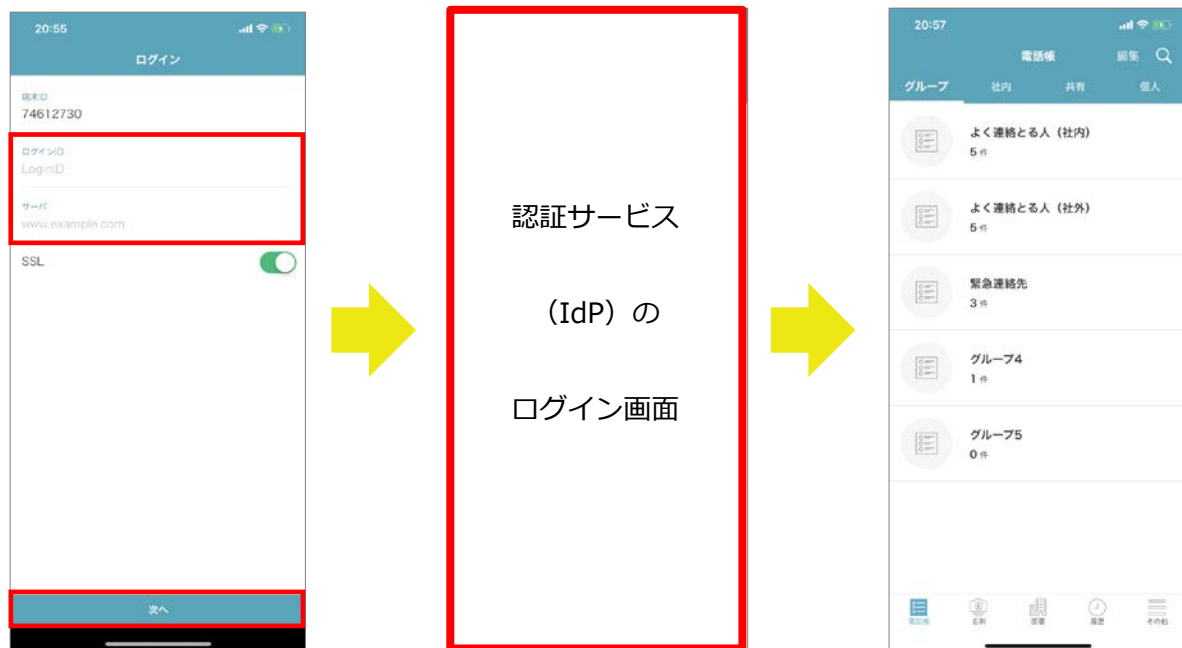 20:55
ログイン
端末ID
74612730
ログインID
LoginID
サーバ
www.example.com
SSL
次へ
認証サービス
(IdP)の
ログイン画面
20:57
電話帳
編集
グループ
社内
共有
個人
よく連絡とる人(社内)
5 件
よく連絡とる人(社外)
5 件
緊急連絡先
3 件
グループ4
1 件
グループ5
0 件
電話帳
名刺
部署
履歴
その他